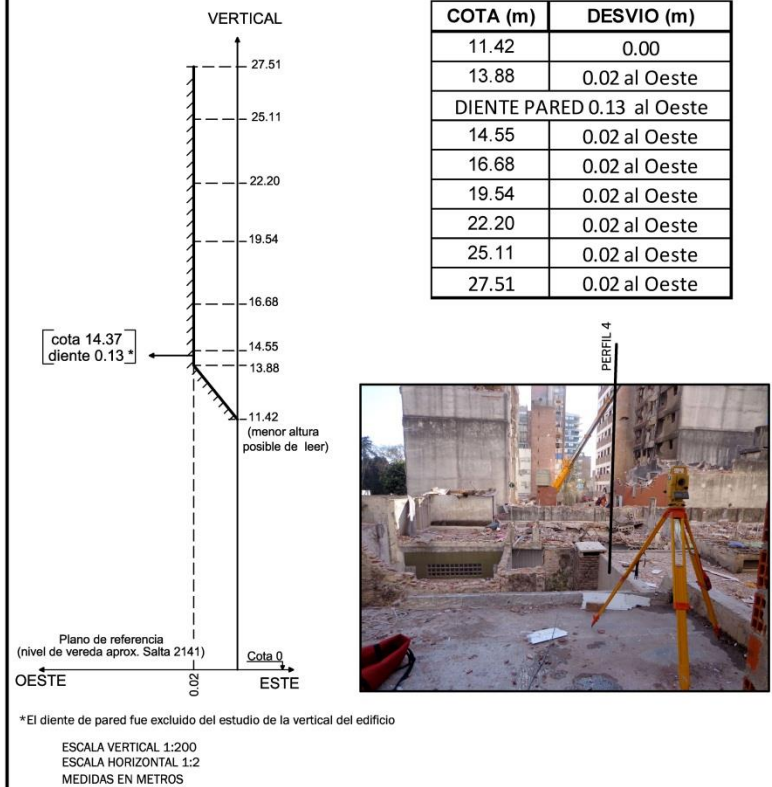 VERTICAL
27.51
25.11
22.20
19.54
16.68
14.55
13.88
11.42
(menor altura
posible de leer)
cota 14.37
diente 0.13 *
Plano de referencia
(nivel de vereda aprox. Salta 2141)
Cota 0
OESTE
0.02
ESTE
COTA (m) DESVIO (m)
11.42 0.00
13.88 0.02 al Oeste
DIENTE PARED 0.13 al Oeste
14.55 0.02 al Oeste
16.68 0.02 al Oeste
19.54 0.02 al Oeste
22.20 0.02 al Oeste
25.11 0.02 al Oeste
27.51 0.02 al Oeste
PERFIL 4
*El diente de pared fue excluido del estudio de la vertical del edificio
ESCALA VERTICAL 1:200
ESCALA HORIZONTAL 1:2
MEDIDAS EN METROS